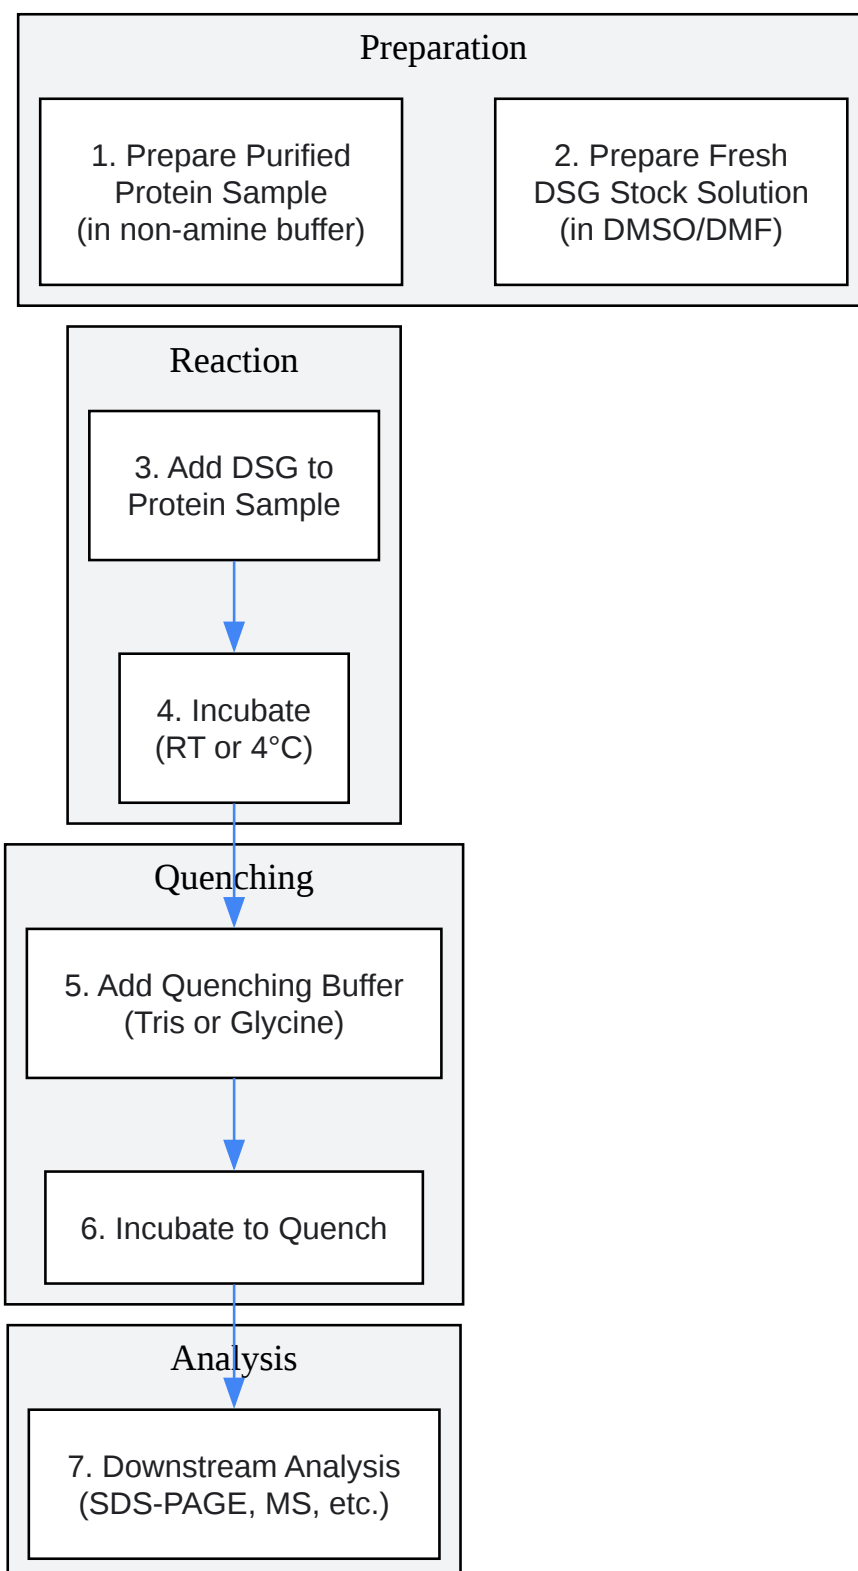 Preparation
1. Prepare Purified
Protein Sample
(in non-amine buffer)
2. Prepare Fresh
DSG Stock Solution
(in DMSO/DMF)
Reaction
3. Add DSG to
Protein Sample
4. Incubate
(RT or 4°C)
Quenching
5. Add Quenching Buffer
(Tris or Glycine)
6. Incubate to Quench
Analysis
7. Downstream Analysis
(SDS-PAGE, MS, etc.)